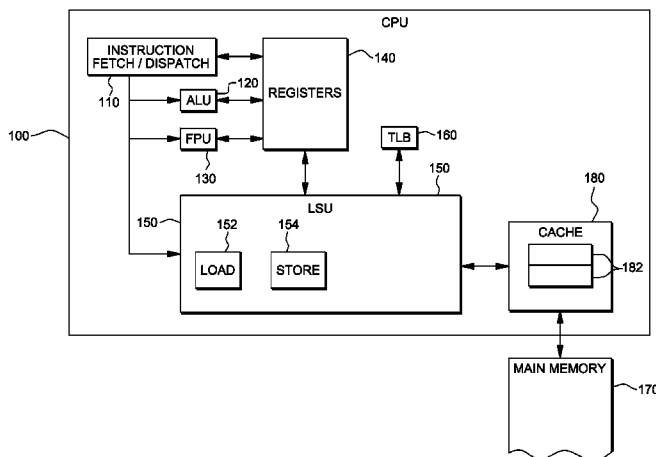 CPU
INSTRUCTION
FETCH / DISPATCH
110
120
ALU
FPU
130
REGISTERS
140
100
TLB
160
150
150
LSU
152
LOAD
154
STORE
180
CACHE
182
MAIN MEMORY
170